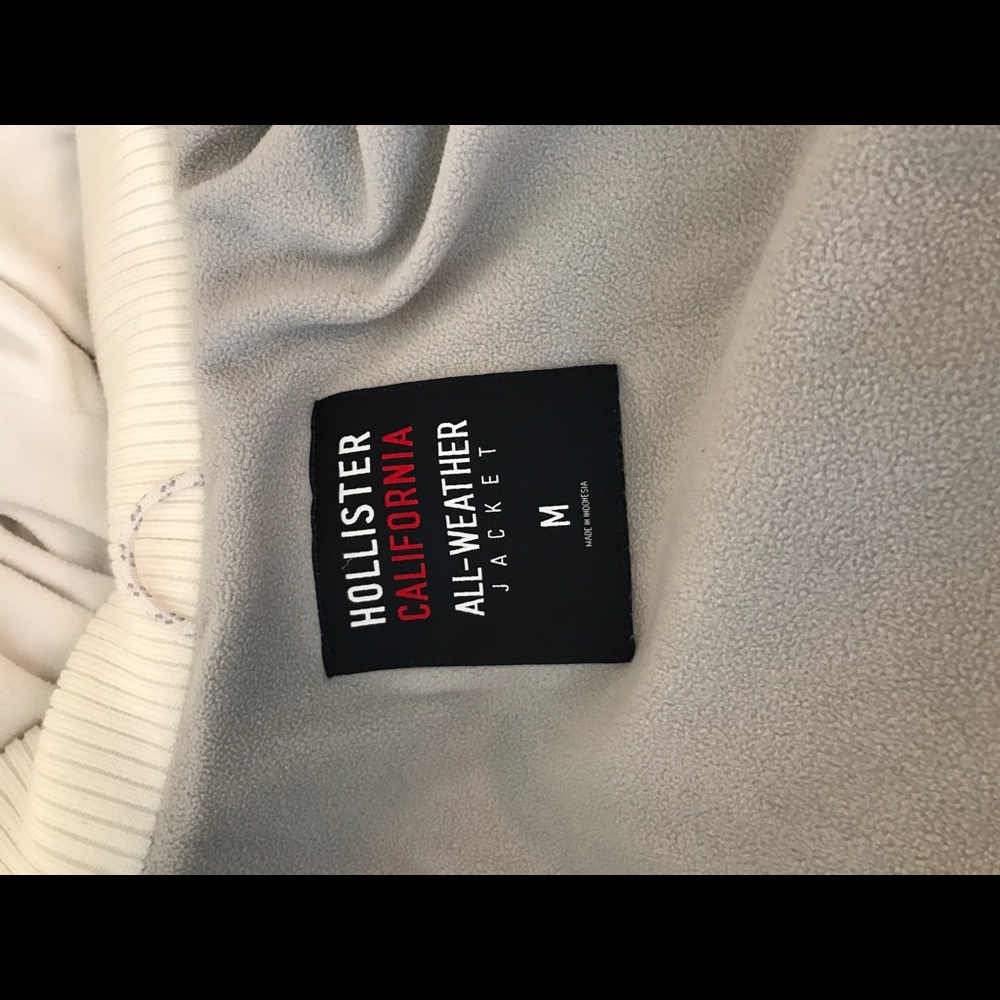 HOLLISTER
CALIFORNIA
ALL-WEATHER
JACKET
M
MADE IN INDONESIA